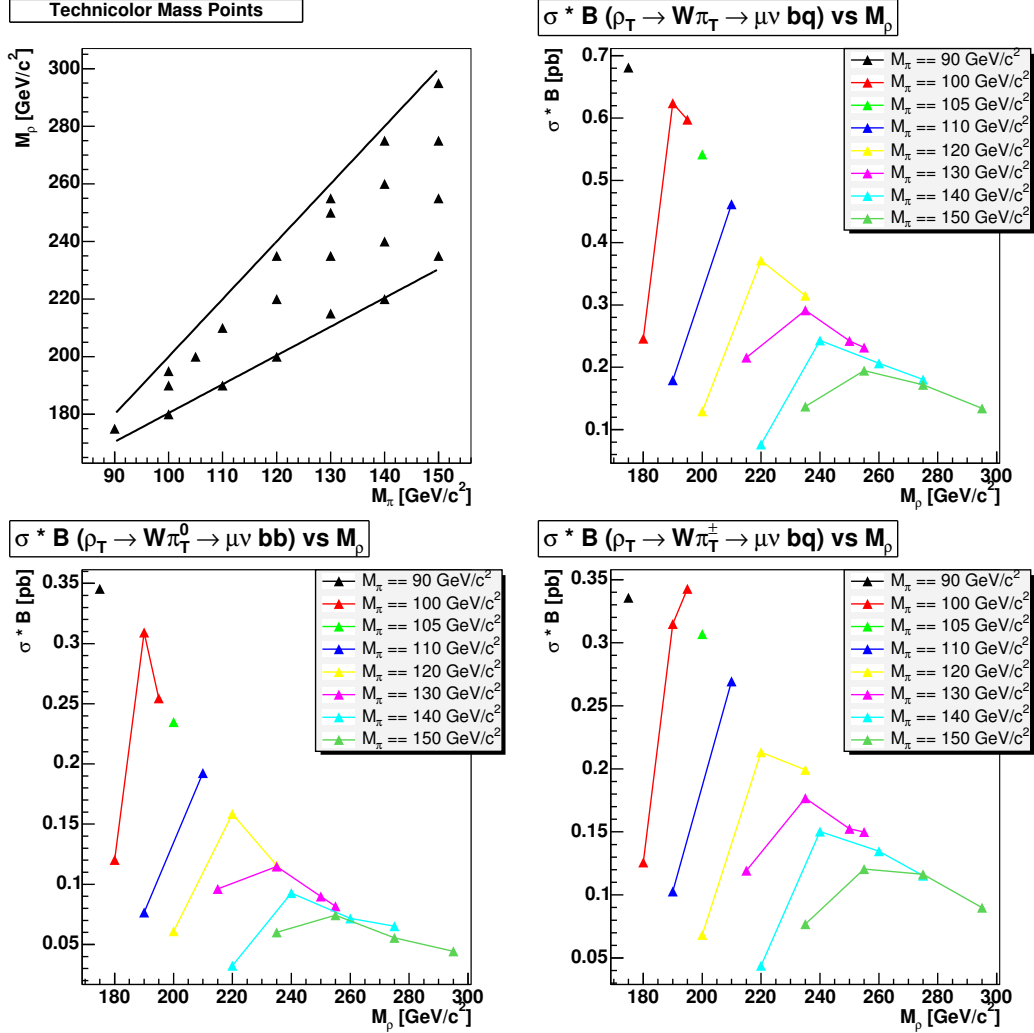 Technicolor Mass Points
M_ρ [GeV/c²]
300
280
260
240
220
200
180
90 100 110 120 130 140 150
M_π [GeV/c²]
σ * B (ρ_T → Wπ_T → μν bq) vs M_ρ
σ * B [pb]
0.7
0.6
0.5
0.4
0.3
0.2
0.1
M_π == 90 GeV/c²
M_π == 100 GeV/c²
M_π == 105 GeV/c²
M_π == 110 GeV/c²
M_π == 120 GeV/c²
M_π == 130 GeV/c²
M_π == 140 GeV/c²
M_π == 150 GeV/c²
180 200 220 240 260 280 300
M_ρ [GeV/c²]
σ * B (ρ_T → Wπ_T^0 → μν bb) vs M_ρ
σ * B [pb]
0.35
0.3
0.25
0.2
0.15
0.1
0.05
M_π == 90 GeV/c²
M_π == 100 GeV/c²
M_π == 105 GeV/c²
M_π == 110 GeV/c²
M_π == 120 GeV/c²
M_π == 130 GeV/c²
M_π == 140 GeV/c²
M_π == 150 GeV/c²
180 200 220 240 260 280 300
M_ρ [GeV/c²]
σ * B (ρ_T → Wπ_T^± → μν bq) vs M_ρ
σ * B [pb]
0.35
0.3
0.25
0.2
0.15
0.1
0.05
M_π == 90 GeV/c²
M_π == 100 GeV/c²
M_π == 105 GeV/c²
M_π == 110 GeV/c²
M_π == 120 GeV/c²
M_π == 130 GeV/c²
M_π == 140 GeV/c²
M_π == 150 GeV/c²
180 200 220 240 260 280 300
M_ρ [GeV/c²]